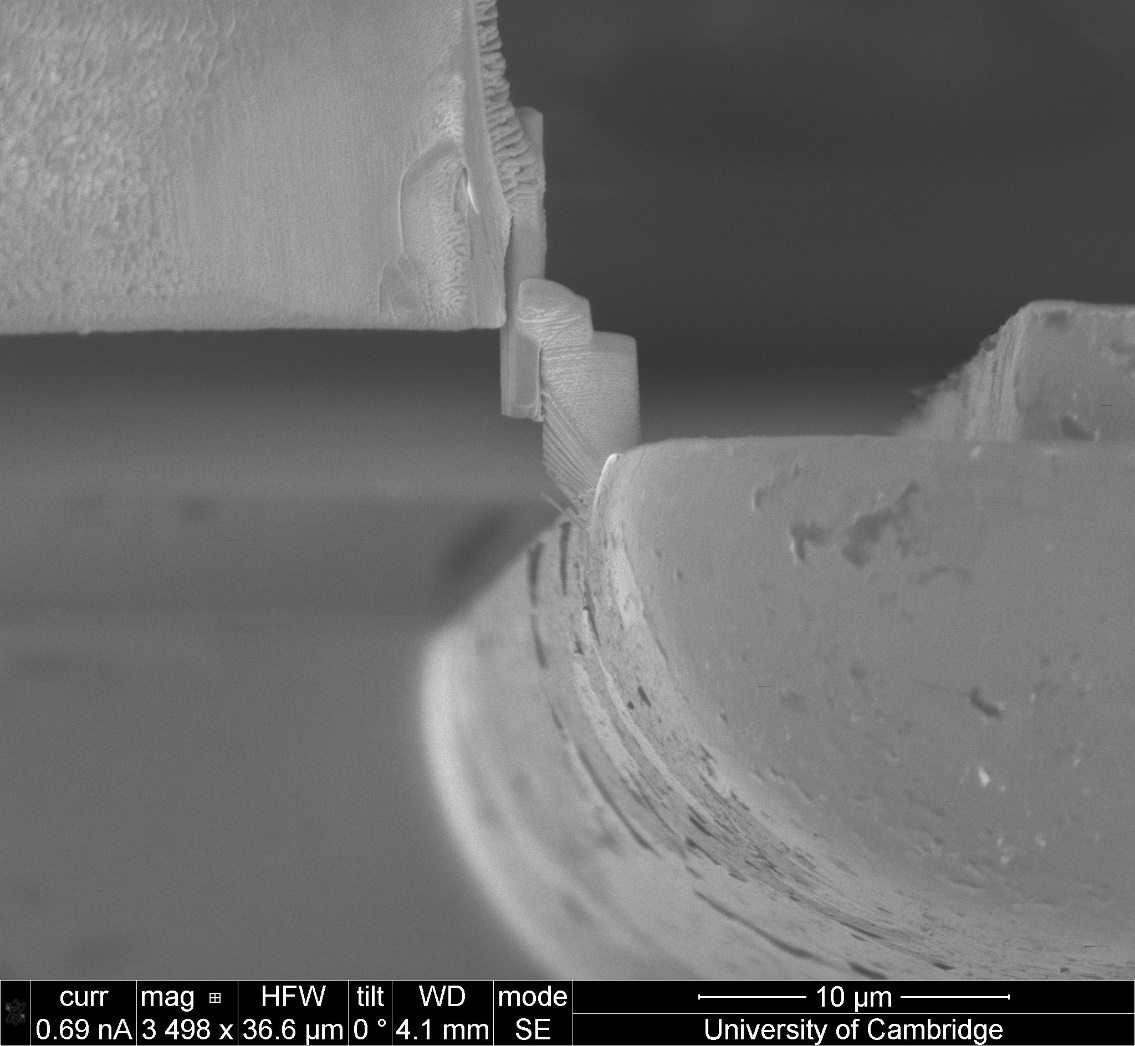 curr mag ⊞ HFW tilt WD mode 10 µm
0.69 nA 3 498 x 36.6 µm 0 ° 4.1 mm SE University of Cambridge